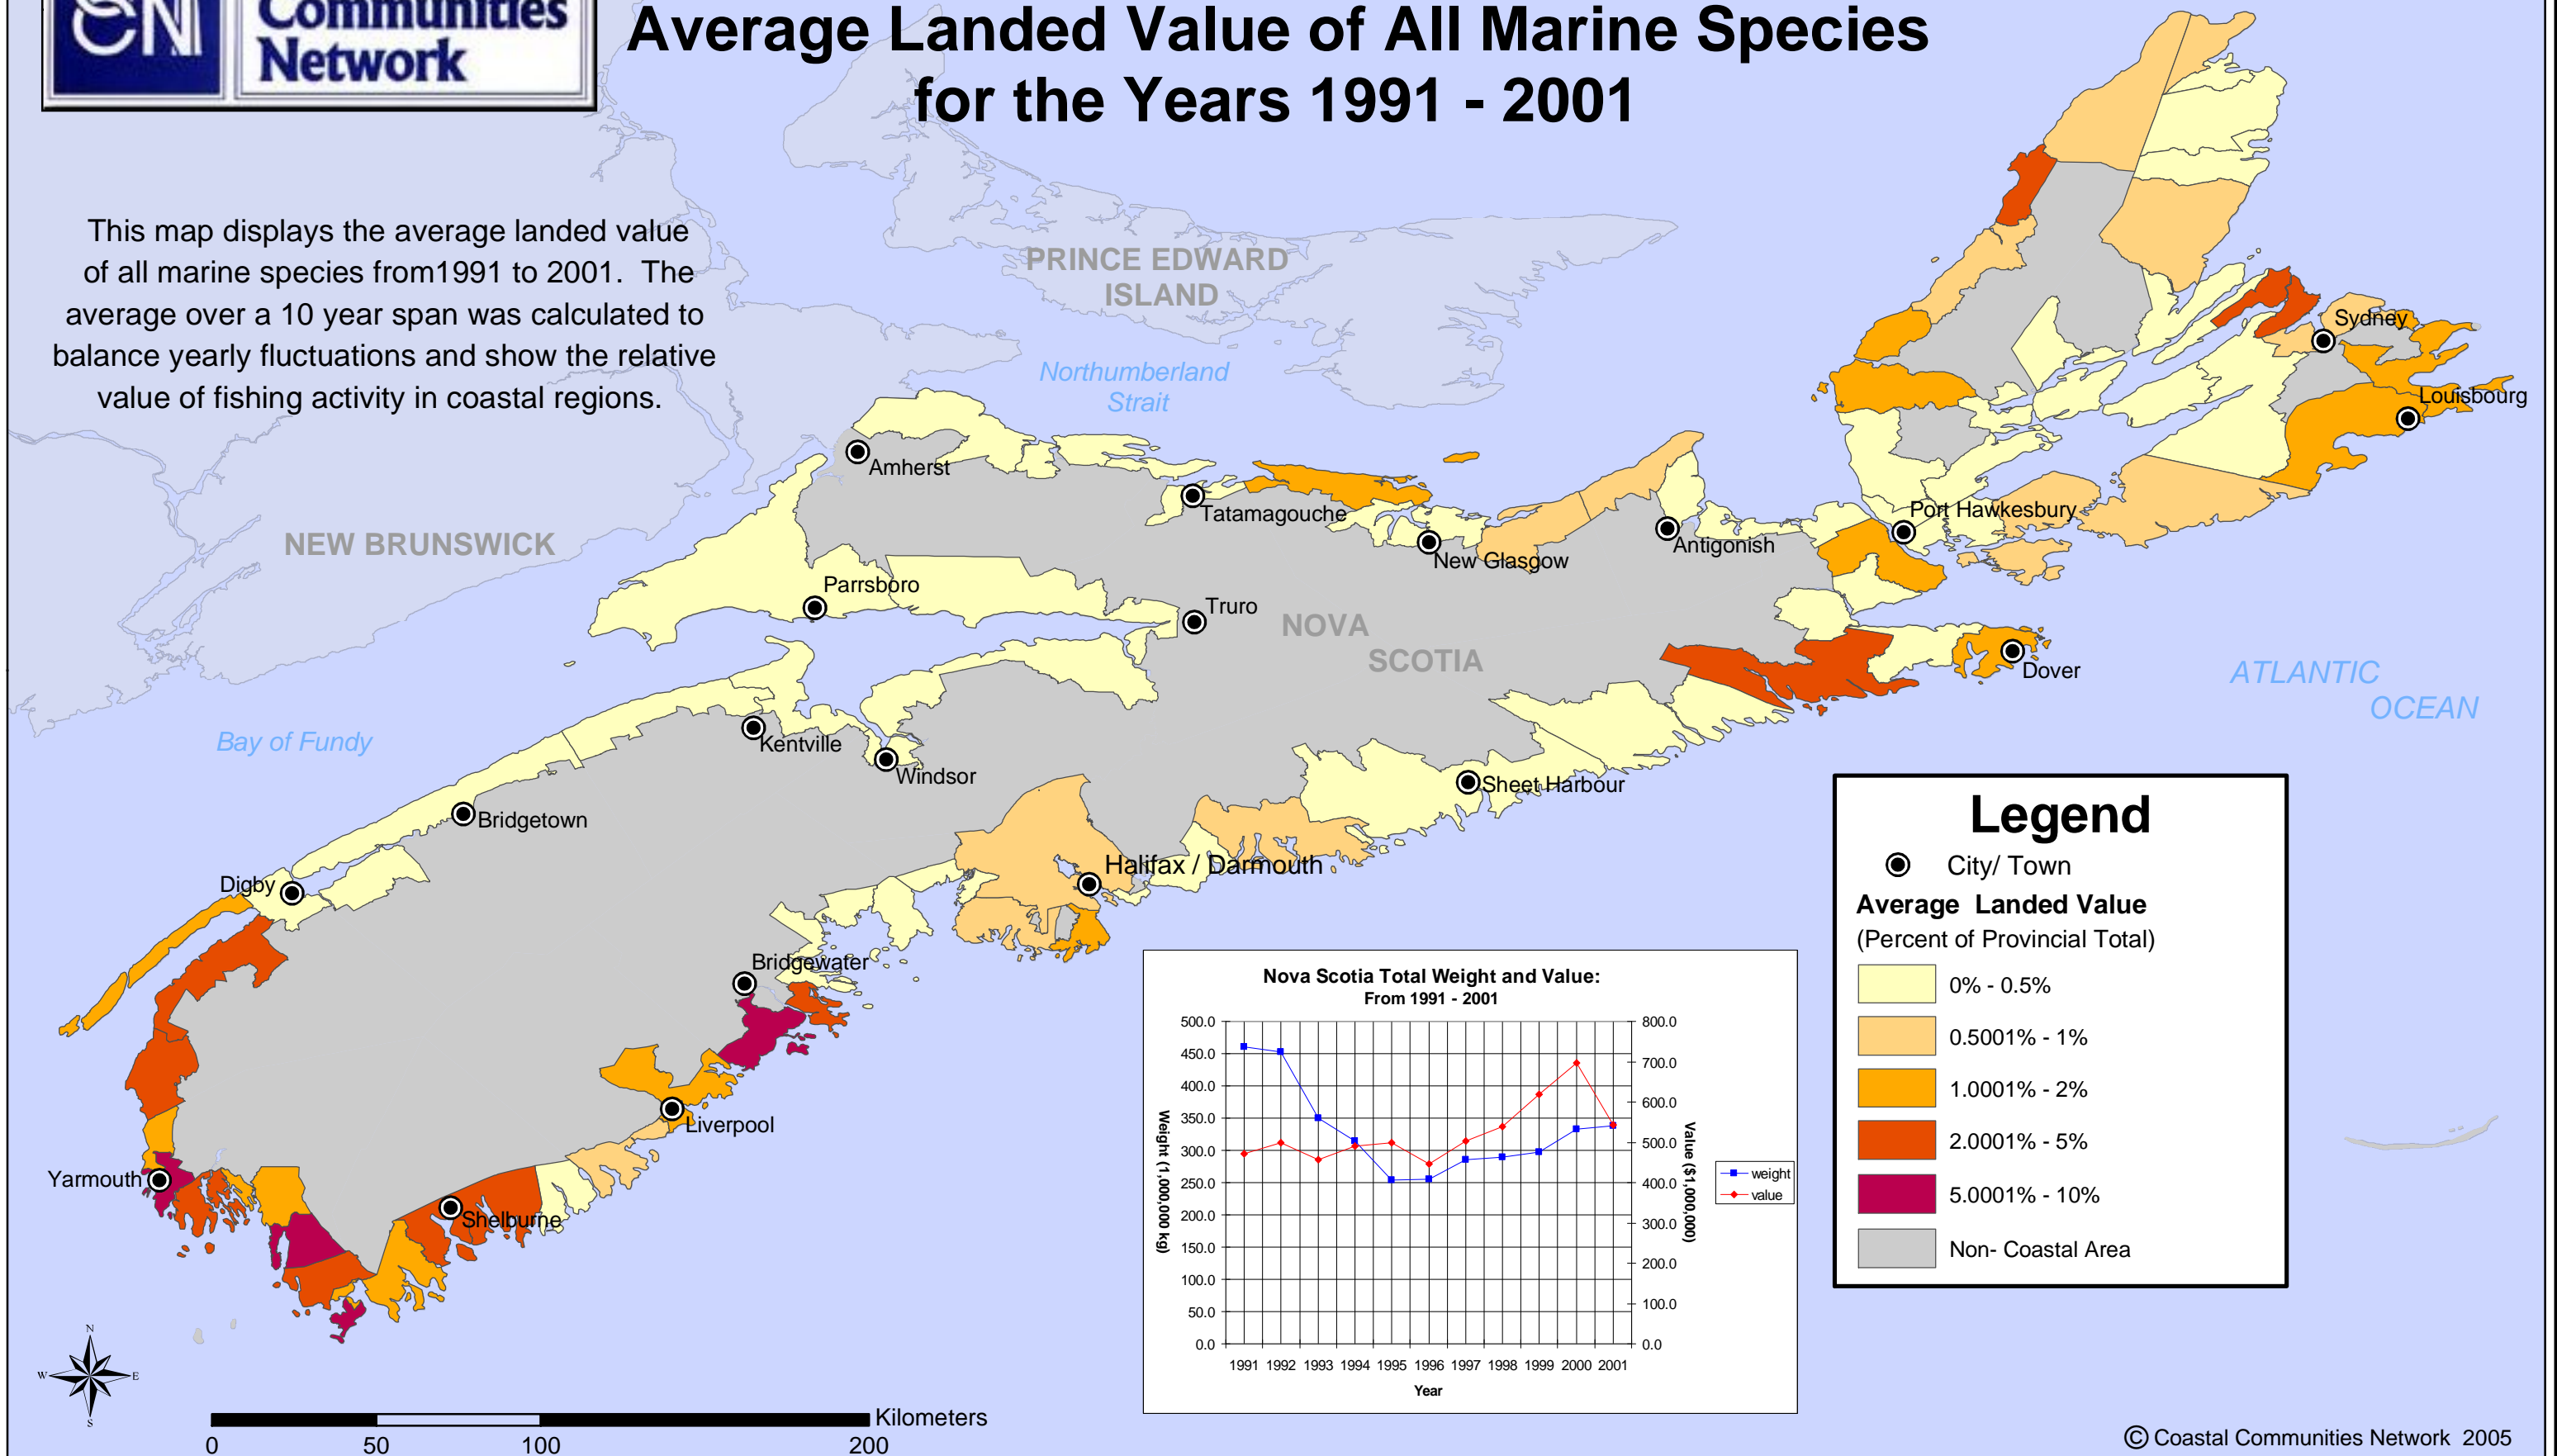 Communities
Network
CCN
Average Landed Value of All Marine Species
for the Years 1991 - 2001
This map displays the average landed value
of all marine species from1991 to 2001. The
average over a 10 year span was calculated to
balance yearly fluctuations and show the relative
value of fishing activity in coastal regions.
PRINCE EDWARD
ISLAND
Northumberland
Strait
NEW BRUNSWICK
NOVA
SCOTIA
Bay of Fundy
ATLANTIC
OCEAN
Sydney
Louisbourg
Amherst
Tatamagouche
New Glasgow
Antigonish
Port Hawkesbury
Parrsboro
Truro
Dover
Kentville
Windsor
Sheet Harbour
Bridgetown
Halifax / Darmouth
Digby
Bridgewater
Liverpool
Yarmouth
Shelburne
Legend
City/ Town
Average Landed Value
(Percent of Provincial Total)
0% - 0.5%
0.5001% - 1%
1.0001% - 2%
2.0001% - 5%
5.0001% - 10%
Non- Coastal Area
Nova Scotia Total Weight and Value:
From 1991 - 2001
500.0
450.0
400.0
350.0
300.0
250.0
200.0
150.0
100.0
50.0
0.0
Weight (1,000,000 kg)
800.0
700.0
600.0
500.0
400.0
300.0
200.0
100.0
0.0
Value ($1,000,000)
weight
value
1991 1992 1993 1994 1995 1996 1997 1998 1999 2000 2001
Year
N
W E
S
Kilometers
0 50 100 200
© Coastal Communities Network 2005